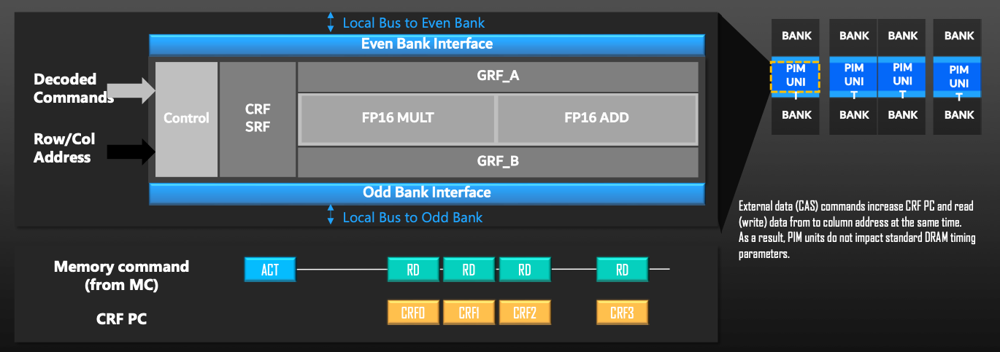 Local Bus to Even Bank
Even Bank Interface
Decoded
Commands
Row/Col
Address
Control
CRF
SRF
GRF_A
FP16 MULT
FP16 ADD
GRF_B
Odd Bank Interface
Local Bus to Odd Bank
BANK
BANK
BANK
BANK
PIM
UNI
T
PIM
UNI
T
PIM
UNI
T
PIM
UNI
T
BANK
BANK
BANK
BANK
External data (CAS) commands increase CRF PC and read
(write) data from to column address at the same time.
As a result, PIM units do not impact standard DRAM timing
parameters.
Memory command
(from MC)
ACT
RD
RD
RD
RD
CRF PC
CRF0
CRF1
CRF2
CRF3